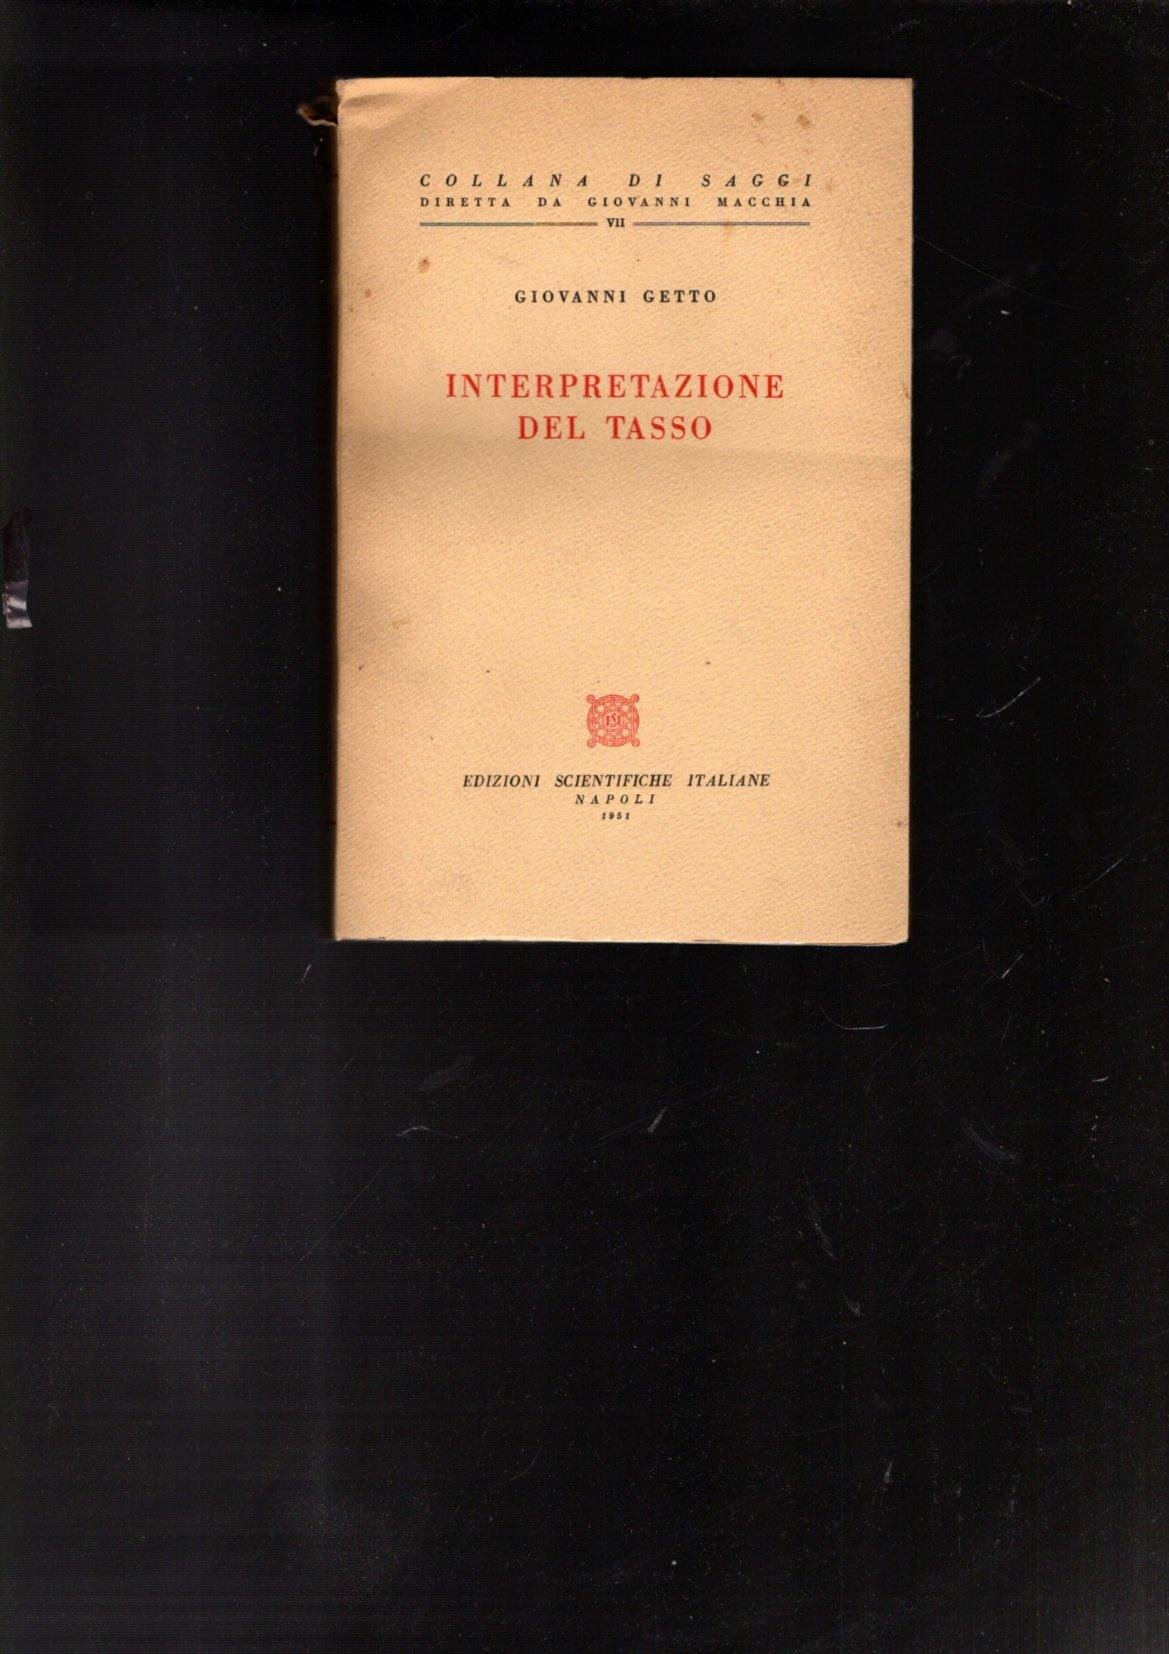 COLLANA DI SAGGI
DIRETTA DA GIOVANNI MACCHIA
VII
GIOVANNI GETTO
INTERPRETAZIONE
DEL TASSO
EDIZIONI SCIENTIFICHE ITALIANE
NAPOLI
1951